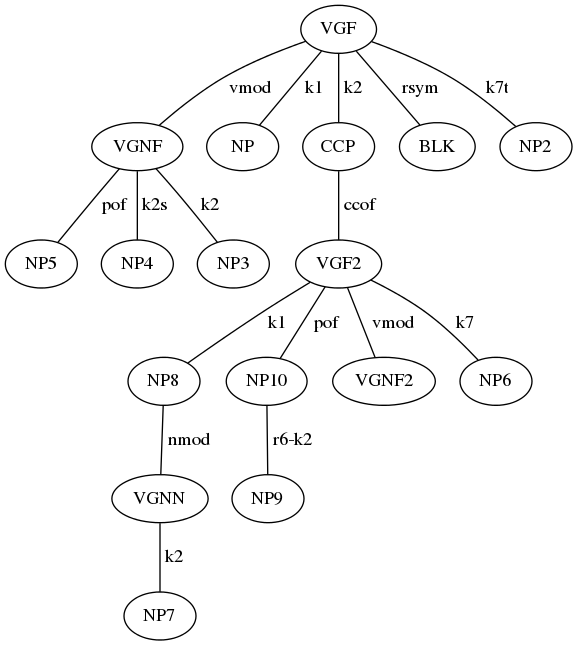 VGF
vmod k1 k2 rsym k7t
VGNF NP CCP BLK NP2
pof k2s k2 ccof
NP5 NP4 NP3 VGF2
k1 pof vmod k7
NP8 NP10 VGNF2 NP6
nmod r6-k2
VGNN NP9
k2
NP7